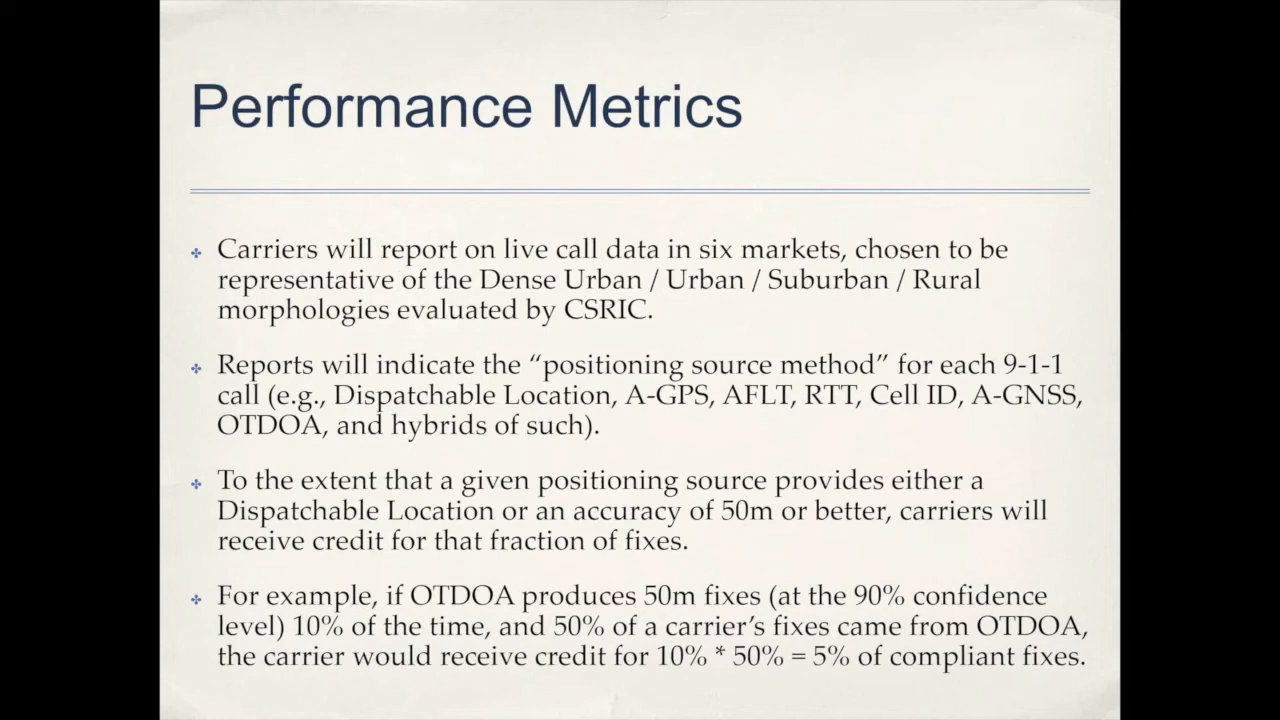 Performance Metrics
Carriers will report on live call data in six markets, chosen to be
representative of the Dense Urban / Urban / Suburban / Rural
morphologies evaluated by CSRIC.
Reports will indicate the “positioning source method” for each 9-1-1
call (e.g., Dispatchable Location, A-GPS, AFLT, RTT, Cell ID, A-GNSS,
OTDOA, and hybrids of such).
To the extent that a given positioning source provides either a
Dispatchable Location or an accuracy of 50m or better, carriers will
receive credit for that fraction of fixes.
For example, if OTDOA produces 50m fixes (at the 90% confidence
level) 10% of the time, and 50% of a carrier’s fixes came from OTDOA,
the carrier would receive credit for 10% * 50% = 5% of compliant fixes.